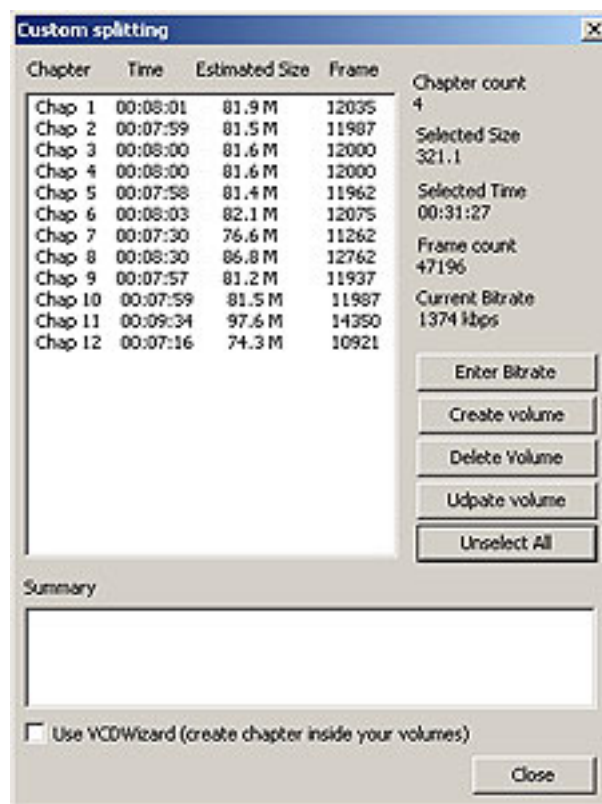 Custom splitting
Chapter Time Estimated Size Frame
Chap 1 00:08:01 81.9 M 12035
Chap 2 00:07:59 81.5 M 11987
Chap 3 00:08:00 81.6 M 12000
Chap 4 00:08:00 81.6 M 12000
Chap 5 00:07:58 81.4 M 11962
Chap 6 00:08:03 82.1 M 12075
Chap 7 00:07:30 76.6 M 11262
Chap 8 00:08:30 86.8 M 12762
Chap 9 00:07:57 81.2 M 11937
Chap 10 00:07:59 81.5 M 11987
Chap 11 00:09:34 97.6 M 14350
Chap 12 00:07:16 74.3 M 10921
Chapter count
4
Selected Size
321.1
Selected Time
00:31:27
Frame count
47196
Current Bitrate
1374 kbps
Enter Bitrate
Create volume
Delete Volume
Udpate volume
Unselect All
Summary
Use VCDWizard (create chapter inside your volumes)
Close